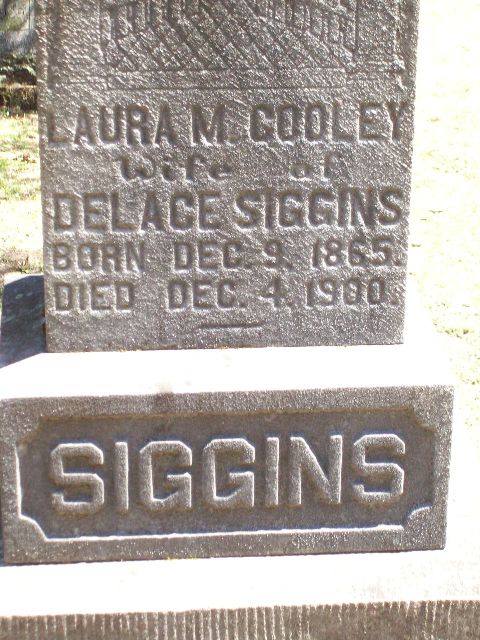 LAURA M. COOLEY
Wife of
DELACE SIGGINS
BORN DEC. 9. 1865.
DIED DEC. 4. 1900.
SIGGINS